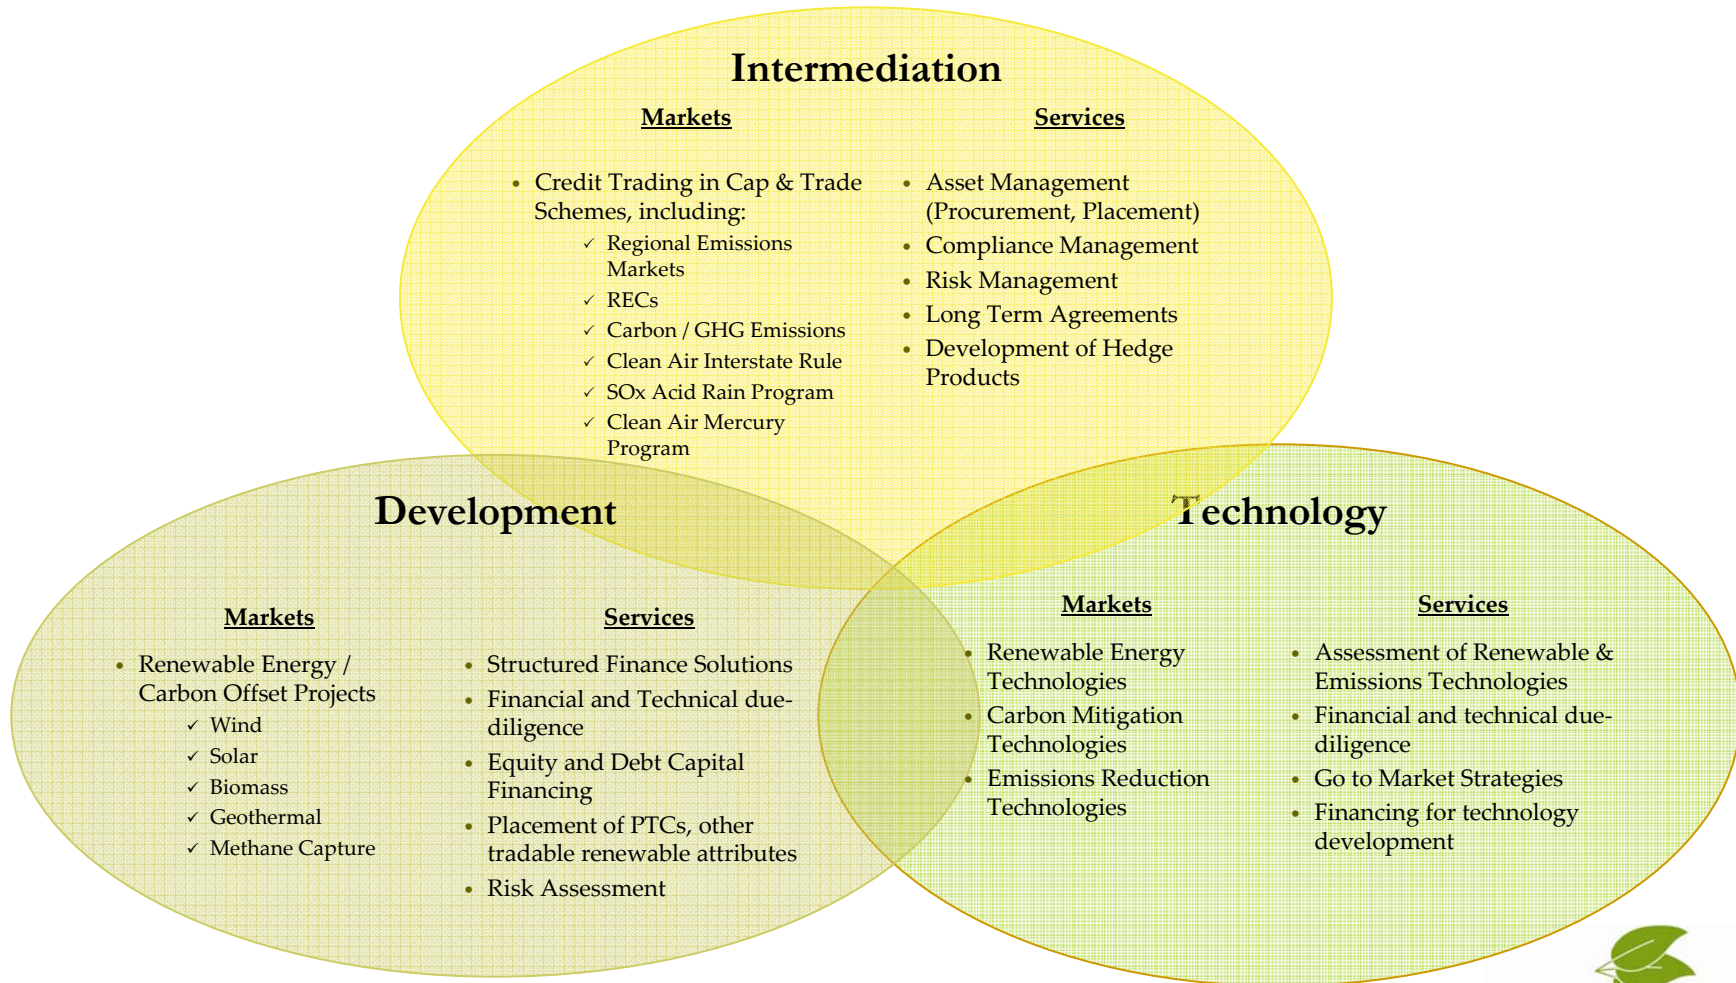 Intermediation
Markets
• Credit Trading in Cap & Trade
Schemes, including:
✓ Regional Emissions
Markets
✓ RECs
✓ Carbon / GHG Emissions
✓ Clean Air Interstate Rule
✓ SOx Acid Rain Program
✓ Clean Air Mercury
Program
Services
• Asset Management
(Procurement, Placement)
• Compliance Management
• Risk Management
• Long Term Agreements
• Development of Hedge
Products
Development
Markets
• Renewable Energy /
Carbon Offset Projects
✓ Wind
✓ Solar
✓ Biomass
✓ Geothermal
✓ Methane Capture
Services
• Structured Finance Solutions
• Financial and Technical due-
diligence
• Equity and Debt Capital
Financing
• Placement of PTCs, other
tradable renewable attributes
• Risk Assessment
Technology
Markets
• Renewable Energy
Technologies
• Carbon Mitigation
Technologies
• Emissions Reduction
Technologies
Services
• Assessment of Renewable &
Emissions Technologies
• Financial and technical due-
diligence
• Go to Market Strategies
• Financing for technology
development